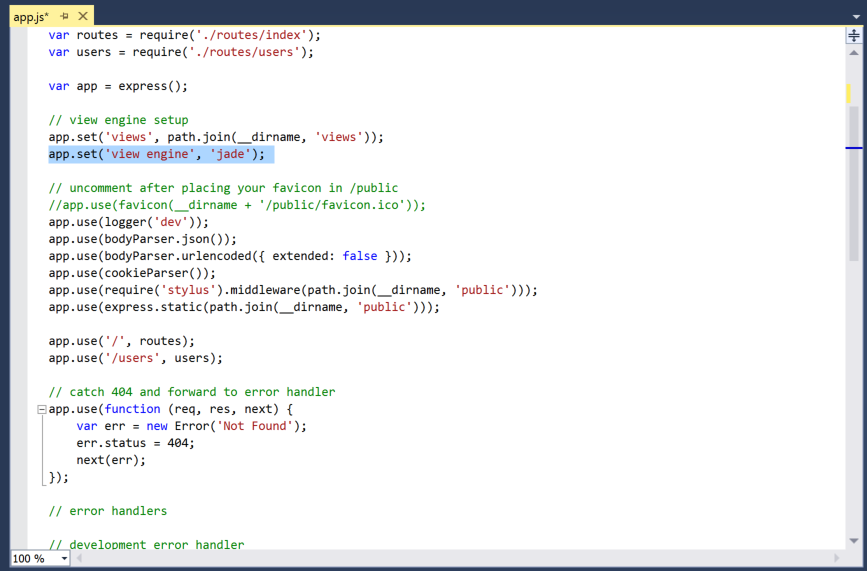 app.js*
var routes = require('./routes/index');
var users = require('./routes/users');
var app = express();
// view engine setup
app.set('views', path.join(__dirname, 'views'));
app.set('view engine', 'jade');
// uncomment after placing your favicon in /public
//app.use(favicon(__dirname + '/public/favicon.ico'));
app.use(logger('dev'));
app.use(bodyParser.json());
app.use(bodyParser.urlencoded({ extended: false }));
app.use(cookieParser());
app.use(require('stylus').middleware(path.join(__dirname, 'public')));
app.use(express.static(path.join(__dirname, 'public')));
app.use('/', routes);
app.use('/users', users);
// catch 404 and forward to error handler
app.use(function (req, res, next) {
    var err = new Error('Not Found');
    err.status = 404;
    next(err);
});
// error handlers
// development error handler
100 %